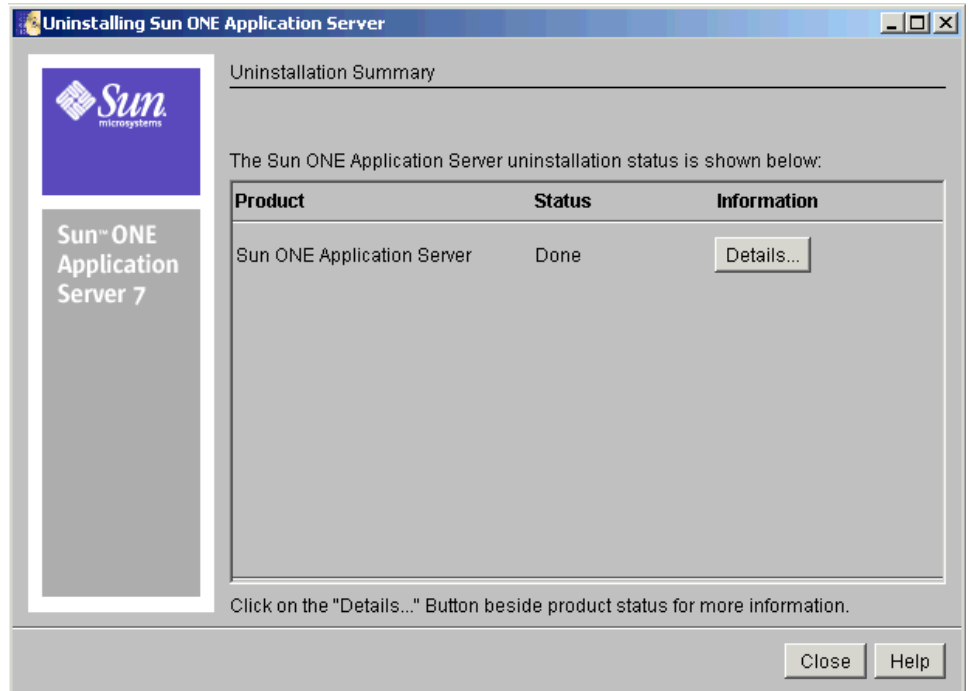 Uninstalling Sun ONE Application Server
Sun
microsystems
Sun™ ONE
Application
Server 7
Uninstallation Summary
The Sun ONE Application Server uninstallation status is shown below:
Product Status Information
Sun ONE Application Server Done Details...
Click on the "Details..." Button beside product status for more information.
Close Help